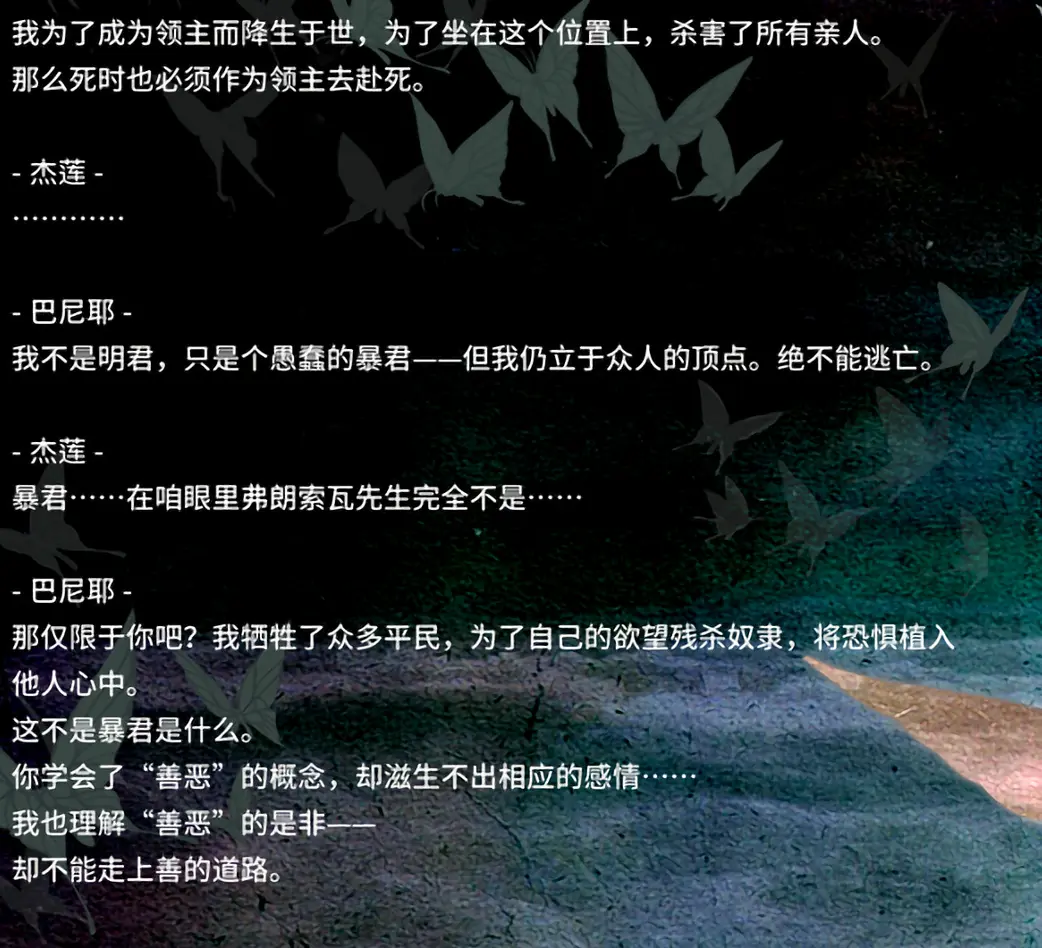 我为了成为领主而降生于世，为了坐在这个位置上，杀害了所有亲人。
那么死时也必须作为领主去赴死。
- 杰莲 -
…………
- 巴尼耶 -
我不是明君，只是个愚蠢的暴君——但我仍立于众人的顶点。绝不能逃亡。
- 杰莲 -
暴君……在咱眼里弗朗索瓦先生完全不是……
- 巴尼耶 -
那仅限于你吧？我牺牲了众多平民，为了自己的欲望残杀奴隶，将恐惧植入
他人心中。
这不是暴君是什么。
你学会了“善恶”的概念，却滋生不出相应的感情……
我也理解“善恶”的是非——
却不能走上善的道路。